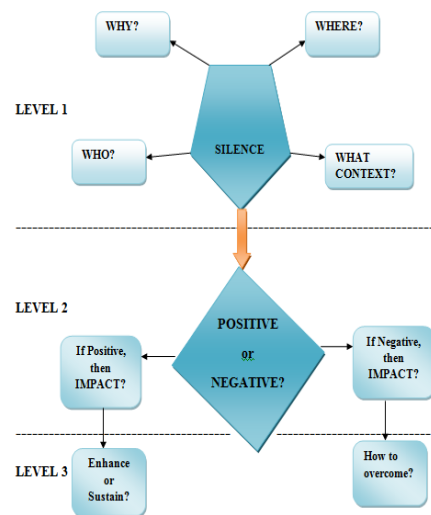 WHY?
WHERE?
LEVEL 1
SILENCE
WHO?
WHAT
CONTEXT?
LEVEL 2
POSITIVE
or
NEGATIVE?
If Positive,
then
IMPACT?
If Negative,
then
IMPACT?
LEVEL 3
Enhance
or
Sustain?
How to
overcome?